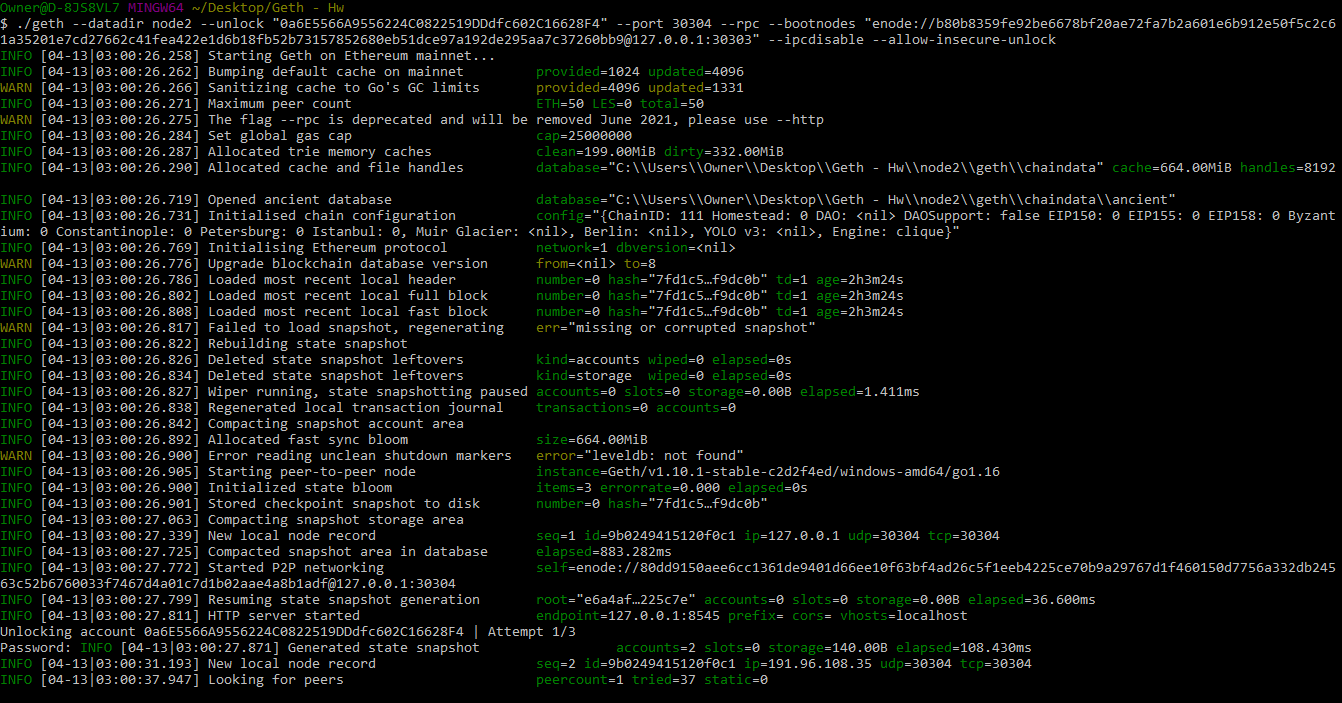 Owner@D-8JS8VL7 MINGW64 ~/Desktop/Geth - Hw
$ ./geth --datadir node2 --unlock "0a6E5566A9556224C0822519DDdfc602C16628F4" --port 30304 --rpc --bootnodes "enode://b80b8359fe92be6678bf20ae72fa7b2a601e6b912e50f5c2c6
1a35201e7cd27662c41fea422e1d6b18fb52b73157852680eb51dce97a192de295aa7c37260bb9@127.0.0.1:30303" --ipcdisable --allow-insecure-unlock
INFO [04-13|03:00:26.258] Starting Geth on Ethereum mainnet...
INFO [04-13|03:00:26.262] Bumping default cache on mainnet provided=1024 updated=4096
WARN [04-13|03:00:26.266] Sanitizing cache to Go's GC limits provided=4096 updated=1331
INFO [04-13|03:00:26.271] Maximum peer count ETH=50 LES=0 total=50
WARN [04-13|03:00:26.275] The flag --rpc is deprecated and will be removed June 2021, please use --http
INFO [04-13|03:00:26.284] Set global gas cap cap=25000000
INFO [04-13|03:00:26.287] Allocated trie memory caches clean=199.00MiB dirty=332.00MiB
INFO [04-13|03:00:26.290] Allocated cache and file handles database="C:\\Users\\Owner\\Desktop\\Geth - Hw\\node2\\geth\\chaindata" cache=664.00MiB handles=8192
INFO [04-13|03:00:26.719] Opened ancient database database="C:\\Users\\Owner\\Desktop\\Geth - Hw\\node2\\geth\\chaindata\\ancient"
INFO [04-13|03:00:26.731] Initialised chain configuration config="{ChainID: 111 Homestead: 0 DAO: <nil> DAOSupport: false EIP150: 0 EIP155: 0 EIP158: 0 Byzant
ium: 0 Constantinople: 0 Petersburg: 0 Istanbul: 0, Muir Glacier: <nil>, Berlin: <nil>, YOLO v3: <nil>, Engine: clique}"
INFO [04-13|03:00:26.769] Initialising Ethereum protocol network=1 dbversion=<nil>
WARN [04-13|03:00:26.776] Upgrade blockchain database version from=<nil> to=8
INFO [04-13|03:00:26.786] Loaded most recent local header number=0 hash="7fd1c5…f9dc0b" td=1 age=2h3m24s
INFO [04-13|03:00:26.802] Loaded most recent local full block number=0 hash="7fd1c5…f9dc0b" td=1 age=2h3m24s
INFO [04-13|03:00:26.808] Loaded most recent local fast block number=0 hash="7fd1c5…f9dc0b" td=1 age=2h3m24s
WARN [04-13|03:00:26.817] Failed to load snapshot, regenerating err="missing or corrupted snapshot"
INFO [04-13|03:00:26.822] Rebuilding state snapshot
INFO [04-13|03:00:26.826] Deleted state snapshot leftovers kind=accounts wiped=0 elapsed=0s
INFO [04-13|03:00:26.834] Deleted state snapshot leftovers kind=storage wiped=0 elapsed=0s
INFO [04-13|03:00:26.827] Wiper running, state snapshotting paused accounts=0 slots=0 storage=0.00B elapsed=1.411ms
INFO [04-13|03:00:26.838] Regenerated local transaction journal transactions=0 accounts=0
INFO [04-13|03:00:26.842] Compacting snapshot account area
INFO [04-13|03:00:26.892] Allocated fast sync bloom size=664.00MiB
WARN [04-13|03:00:26.900] Error reading unclean shutdown markers error="leveldb: not found"
INFO [04-13|03:00:26.905] Starting peer-to-peer node instance=Geth/v1.10.1-stable-c2d2f4ed/windows-amd64/go1.16
INFO [04-13|03:00:26.900] Initialized state bloom items=3 errorrate=0.000 elapsed=0s
INFO [04-13|03:00:26.901] Stored checkpoint snapshot to disk number=0 hash="7fd1c5…f9dc0b"
INFO [04-13|03:00:27.063] Compacting snapshot storage area
INFO [04-13|03:00:27.339] New local node record seq=1 id=9b0249415120f0c1 ip=127.0.0.1 udp=30304 tcp=30304
INFO [04-13|03:00:27.725] Compacted snapshot area in database elapsed=883.282ms
INFO [04-13|03:00:27.772] Started P2P networking self=enode://80dd9150aee6cc1361de9401d66ee10f63bf4ad26c5f1eeb4225ce70b9a29767d1f460150d7756a332db245
63c52b6760033f7467d4a01c7d1b02aae4a8b1adf@127.0.0.1:30304
INFO [04-13|03:00:27.799] Resuming state snapshot generation root="e6a4af…225c7e" accounts=0 slots=0 storage=0.00B elapsed=36.600ms
INFO [04-13|03:00:27.811] HTTP server started endpoint=127.0.0.1:8545 prefix= cors= vhosts=localhost
Unlocking account 0a6E5566A9556224C0822519DDdfc602C16628F4 | Attempt 1/3
Password: INFO [04-13|03:00:27.871] Generated state snapshot accounts=2 slots=0 storage=140.00B elapsed=108.430ms
INFO [04-13|03:00:31.193] New local node record seq=2 id=9b0249415120f0c1 ip=191.96.108.35 udp=30304 tcp=30304
INFO [04-13|03:00:37.947] Looking for peers peercount=1 tried=37 static=0